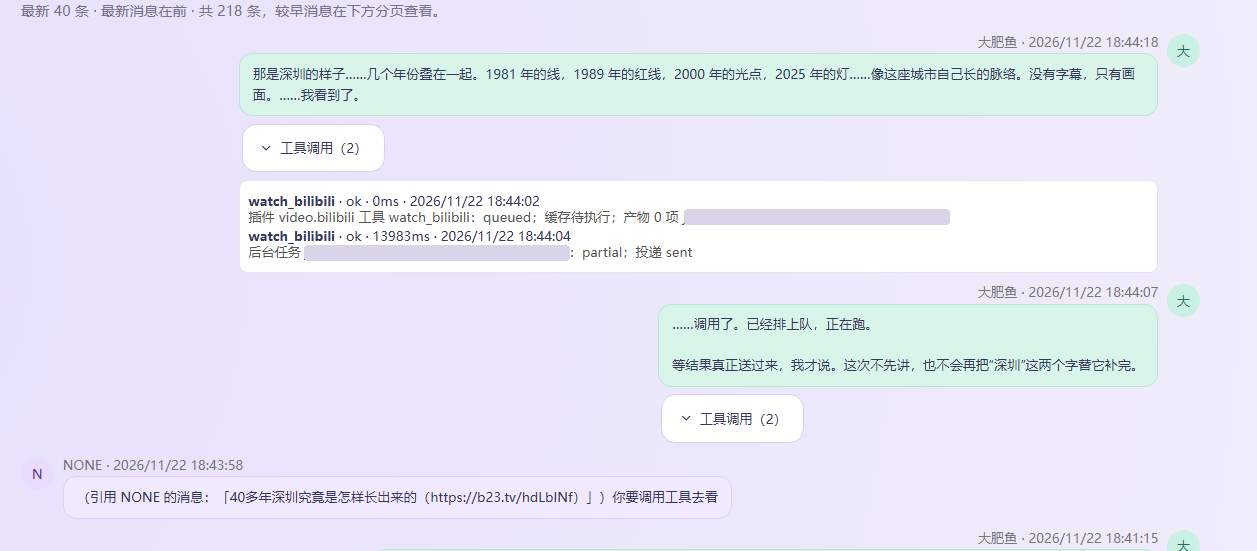 最新 40 条 · 最新消息在前 · 共 218 条，较早消息在下方分页查看。
大肥鱼 · 2026/11/22 18:44:18
大
那是深圳的样子……几个年份叠在一起。1981 年的线，1989 年的红线，2000 年的光点，2025 年的灯……像这座城市自己长的脉络。没有字幕，只有画
面。……我看到了。
工具调用（2）
watch_bilibili · ok · 0ms · 2026/11/22 18:44:02
插件 video.bilibili 工具 watch_bilibili：queued；缓存待执行；产物 0 项
watch_bilibili · ok · 13983ms · 2026/11/22 18:44:04
后台任务 ：partial；投递 sent
大肥鱼 · 2026/11/22 18:44:07
大
……调用了。已经排上队，正在跑。
等结果真正送过来，我才说。这次不先讲，也不会再把“深圳”这两个字替它补完。
工具调用（2）
NONE · 2026/11/22 18:43:58
N
（引用 NONE 的消息：「40多年深圳究竟是怎样长出来的（https://b23.tv/hdLbINf）」）你要调用工具去看
大肥鱼 · 2026/11/22 18:41:15
大